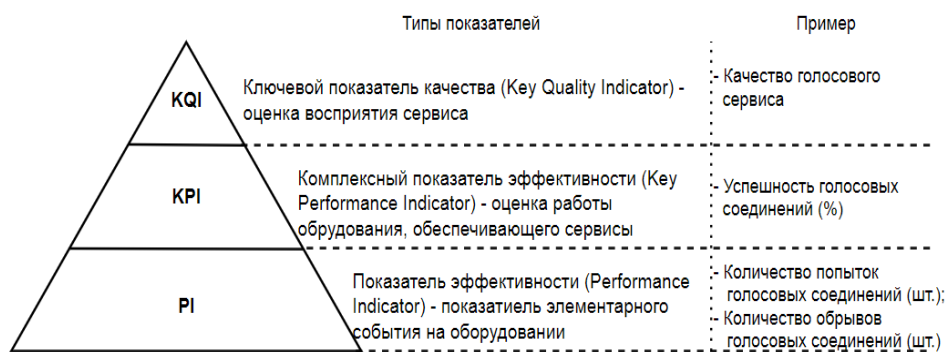 Типы показателей
Пример
KQI
Ключевой показатель качества (Key Quality Indicator) -
оценка восприятия сервиса
- Качество голосового
сервиса
KPI
Комплексный показатель эффективности (Key
Performance Indicator) - оценка работы
обрудования, обеспечивающего сервисы
- Успешность голосовых
соединений (%)
PI
Показатель эффективности (Performance
Indicator) - показатиель элементарного
события на оборудовании
- Количество попыток
голосовых соединений (шт.);
- Количество обрывов
голосовых соединений (шт.)